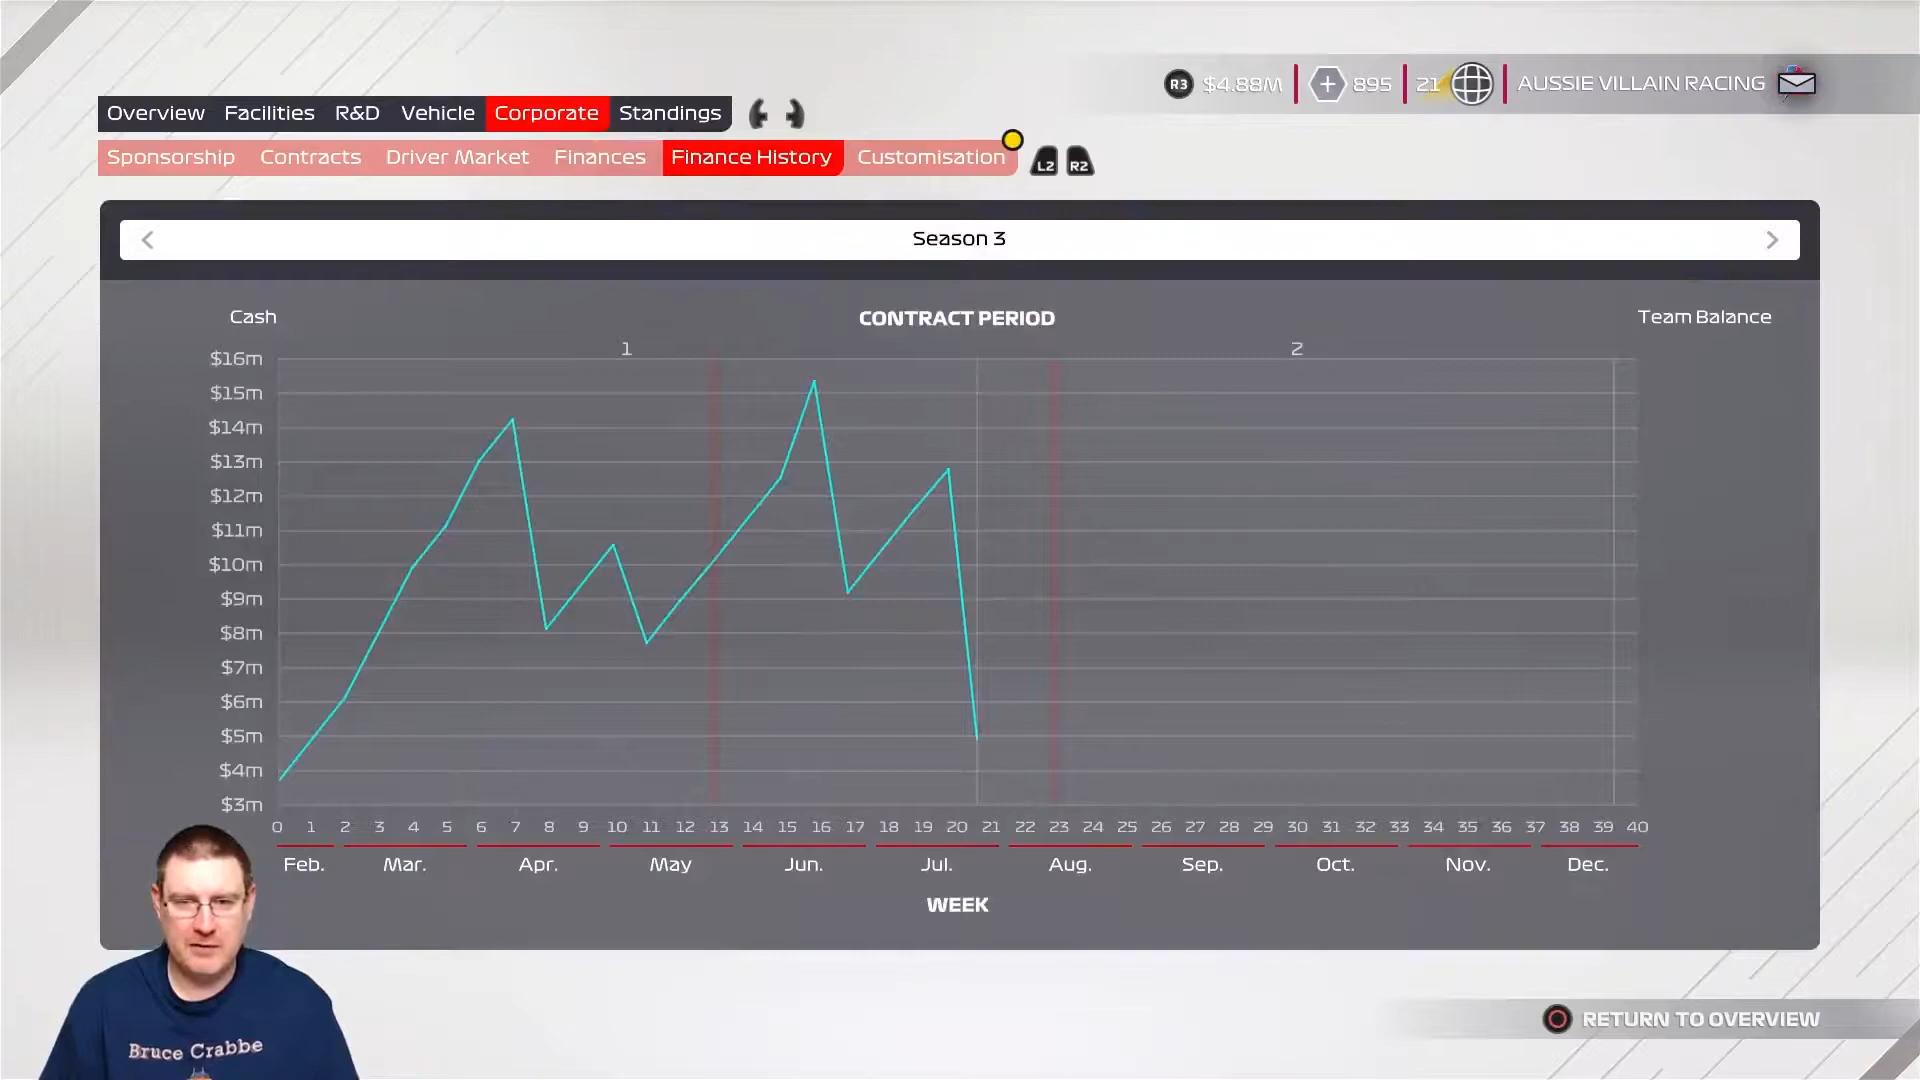 R3 $4.88M 895 21 AUSSIE VILLAIN RACING
Overview Facilities R&D Vehicle Corporate Standings
Sponsorship Contracts Driver Market Finances Finance History Customisation L2 R2
Season 3
Cash CONTRACT PERIOD Team Balance
1 2
$16m
$15m
$14m
$13m
$12m
$11m
$10m
$9m
$8m
$7m
$6m
$5m
$4m
$3m
0 1 2 3 4 5 6 7 8 9 10 11 12 13 14 15 16 17 18 19 20 21 22 23 24 25 26 27 28 29 30 31 32 33 34 35 36 37 38 39 40
Feb. Mar. Apr. May Jun. Jul. Aug. Sep. Oct. Nov. Dec.
WEEK
RETURN TO OVERVIEW
Bruce Crabbe